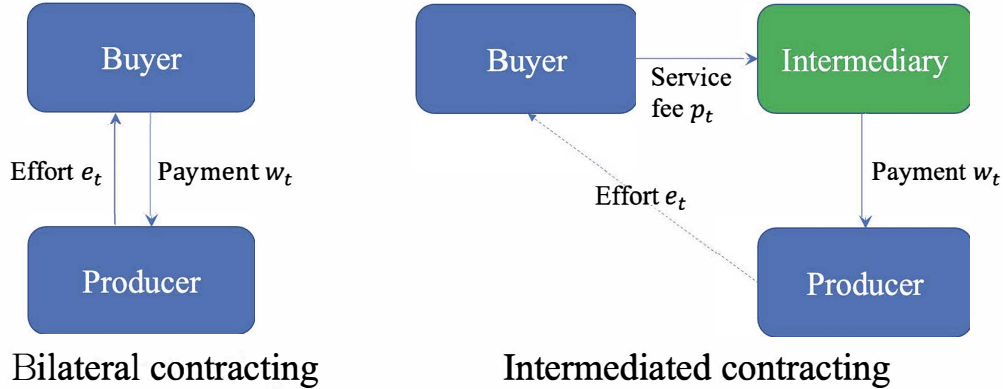 Buyer
Effort e_t
Payment w_t
Producer
Bilateral contracting
Buyer
Service
fee p_t
Intermediary
Effort e_t
Payment w_t
Producer
Intermediated contracting